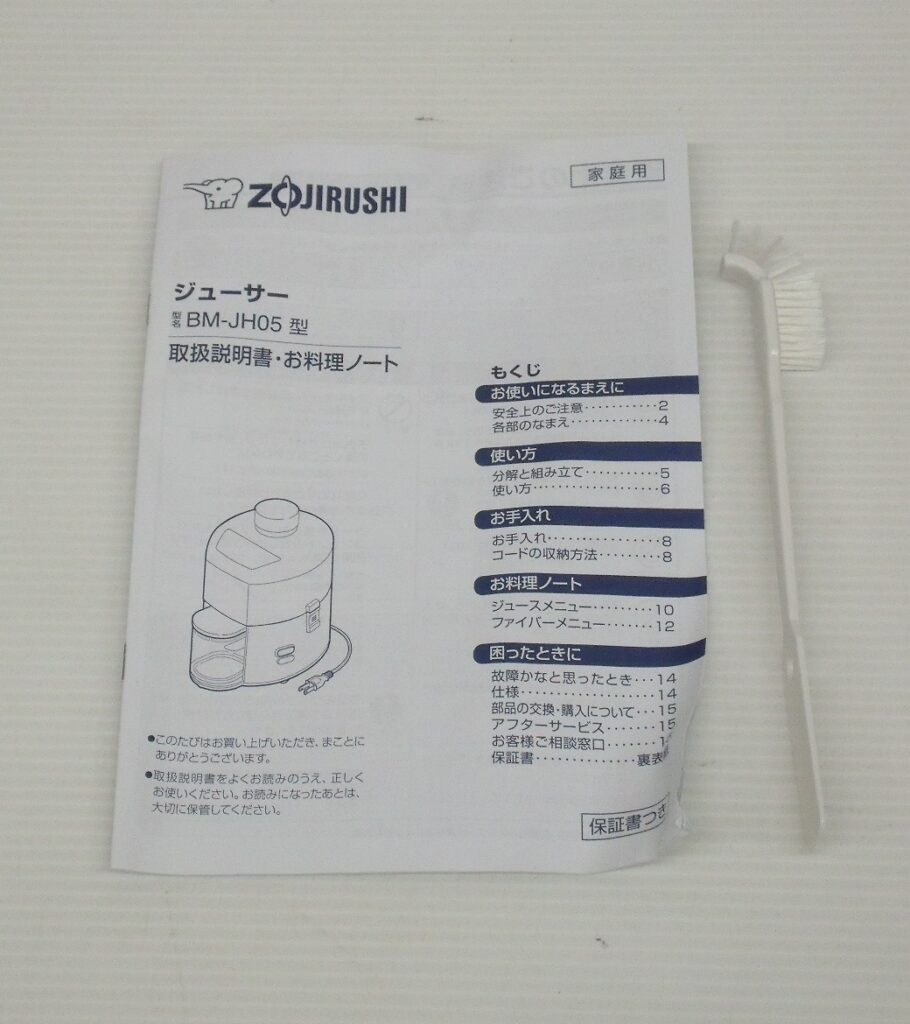 ZOJIRUSHI
家庭用
ジューサー
型名 BM-JH05 型
取扱説明書・お料理ノート
もくじ
お使いになるまえに
安全上のご注意‥‥‥‥‥2
各部のなまえ‥‥‥‥‥‥4
使い方
分解と組み立て‥‥‥‥‥5
使い方‥‥‥‥‥‥‥‥‥6
お手入れ
お手入れ‥‥‥‥‥‥‥‥8
コードの収納方法‥‥‥‥8
お料理ノート
ジュースメニュー‥‥‥‥10
ファイバーメニュー‥‥‥12
困ったときに
故障かなと思ったとき‥14
仕様‥‥‥‥‥‥‥‥‥14
部品の交換・購入について‥15
アフターサービス‥‥‥15
お客様ご相談窓口‥‥‥
保証書‥‥‥‥‥‥裏表
保証書つき
●このたびはお買い上げいただき、まことに
ありがとうございます。
●取扱説明書をよくお読みのうえ、正しく
お使いください。お読みになったあとは、
大切に保管してください。